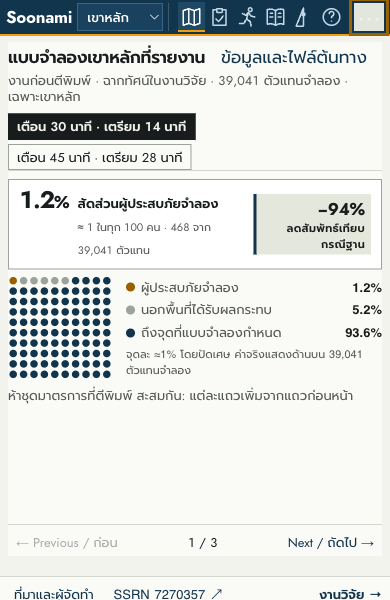 Soonami เขาหลัก
แบบจำลองเขาหลักที่รายงาน ข้อมูลและไฟล์ต้นทาง
งานก่อนตีพิมพ์ · ฉากทัศน์ในงานวิจัย · 39,041 ตัวแทนจำลอง ·
เฉพาะเขาหลัก
เตือน 30 นาที · เตรียม 14 นาที
เตือน 45 นาที · เตรียม 28 นาที
1.2% สัดส่วนผู้ประสบภัยจำลอง
≈ 1 ในทุก 100 คน · 468 จาก
39,041 ตัวแทน
−94%
ลดสัมพัทธ์เทียบ
กรณีฐาน
ผู้ประสบภัยจำลอง 1.2%
นอกพื้นที่ได้รับผลกระทบ 5.2%
ถึงจุดที่แบบจำลองกำหนด 93.6%
จุดละ ≈1% โดยปัดเศษ ค่าจริงแสดงด้านบน 39,041
ตัวแทนจำลอง
ห้าชุดมาตรการที่ตีพิมพ์ สะสมกัน: แต่ละแถวเพิ่มจากแถวก่อนหน้า
← Previous / ก่อน 1 / 3 Next / ถัดไป →
ที่มาและผู้จัดทำ SSRN 7270357 ↗ งานวิจัย →